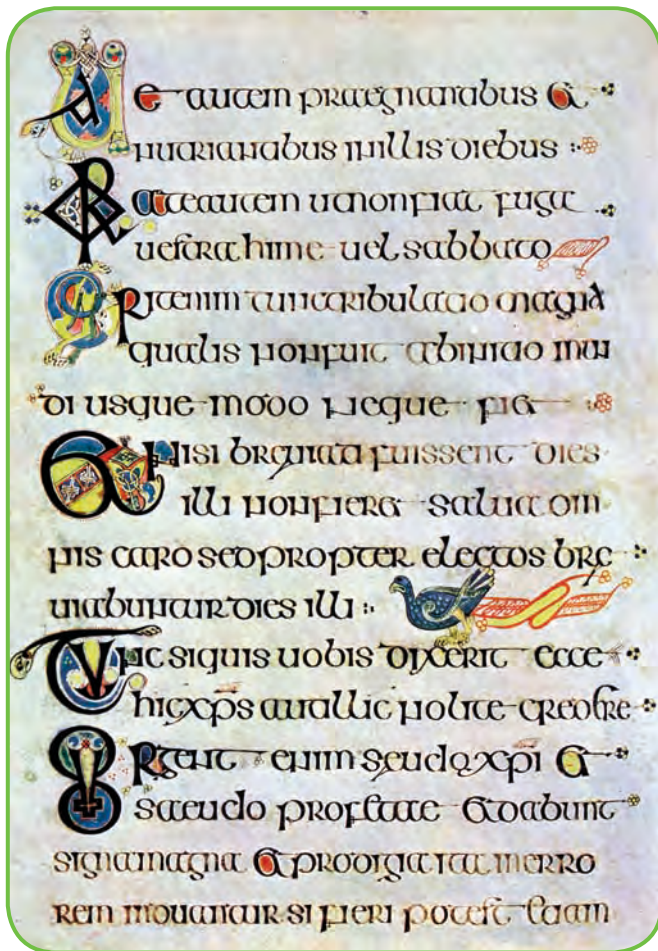 Uae autem praegnantibus et
nutrientibus in illis diebus
Orate autem ut non fiat fuga
uestra hieme uel sabbato
Erit enim tunc tribulatio magna
qualis non fuit ab initio mun
di usque modo neque fiet
Et nisi breuiati fuissent dies
illi non fieret salua om
nis caro sed propter electos bre
uiabuntur dies illi
Tunc si quis uobis dixerit ecce
hic xps aut illic nolite credere
Surgent enim seudo xpi et
saeudo profetae et dabunt
signa magna et prodigia ita in erro
rem inducantur si fieri potest etiam